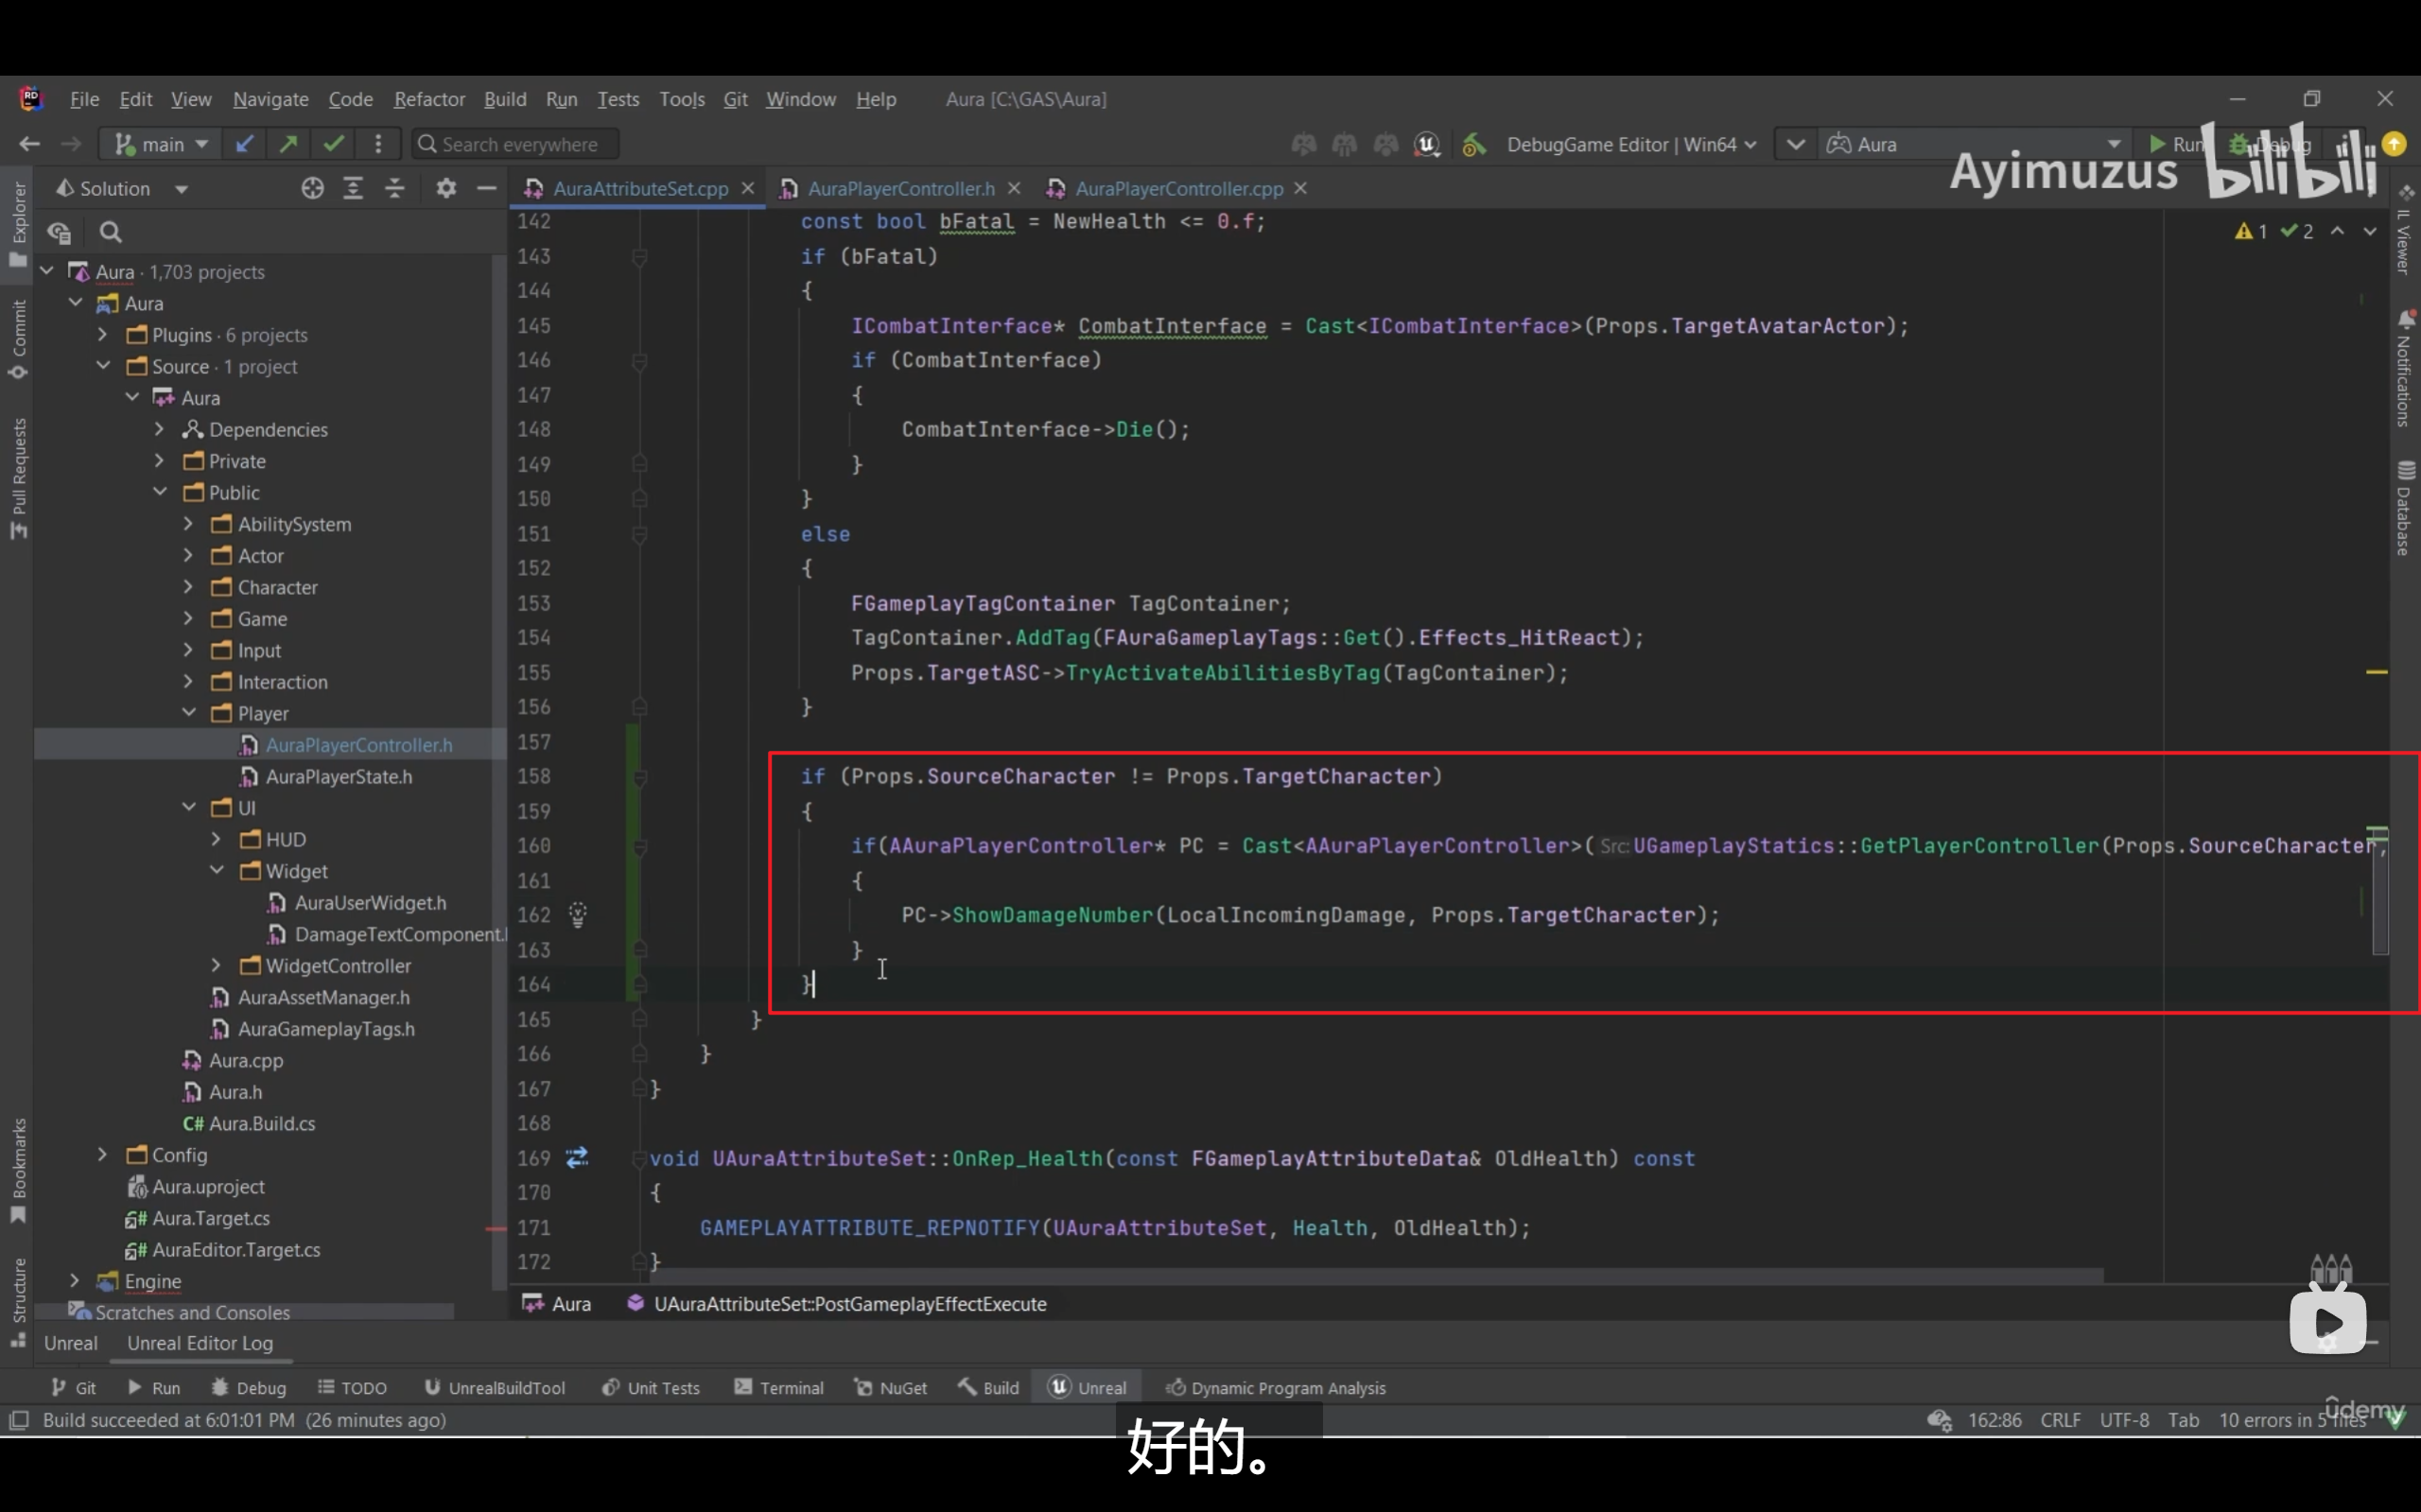 File Edit View Navigate Code Refactor Build Run Tests Tools Git Window Help Aura [C:\GAS\Aura]
main Search everywhere DebugGame Editor | Win64 Aura Run Debug
Ayimuzus bilibili
Solution AuraAttributeSet.cpp AuraPlayerController.h AuraPlayerController.cpp
Explorer
Commit
Pull Requests
Bookmarks
Structure
Aura · 1,703 projects
Aura
Plugins · 6 projects
Source · 1 project
Aura
Dependencies
Private
Public
AbilitySystem
Actor
Character
Game
Input
Interaction
Player
AuraPlayerController.h
AuraPlayerState.h
UI
HUD
Widget
AuraUserWidget.h
DamageTextComponent.
WidgetController
AuraAssetManager.h
AuraGameplayTags.h
Aura.cpp
Aura.h
C# Aura.Build.cs
Config
Aura.uproject
C# Aura.Target.cs
C# AuraEditor.Target.cs
Engine
Scratches and Consoles
1 2
142 const bool bFatal = NewHealth <= 0.f;
143 if (bFatal)
144 {
145 ICombatInterface* CombatInterface = Cast<ICombatInterface>(Props.TargetAvatarActor);
146 if (CombatInterface)
147 {
148 CombatInterface->Die();
149 }
150 }
151 else
152 {
153 FGameplayTagContainer TagContainer;
154 TagContainer.AddTag(FAuraGameplayTags::Get().Effects_HitReact);
155 Props.TargetASC->TryActivateAbilitiesByTag(TagContainer);
156 }
157
158 if (Props.SourceCharacter != Props.TargetCharacter)
159 {
160 if(AAuraPlayerController* PC = Cast<AAuraPlayerController>( Src: UGameplayStatics::GetPlayerController(Props.SourceCharacter,
161 {
162 PC->ShowDamageNumber(LocalIncomingDamage, Props.TargetCharacter);
163 }
164 }
165 }
166 }
167 }
168
169 void UAuraAttributeSet::OnRep_Health(const FGameplayAttributeData& OldHealth) const
170 {
171 GAMEPLAYATTRIBUTE_REPNOTIFY(UAuraAttributeSet, Health, OldHealth);
172 }
IL Viewer
Notifications
Database
Aura UAuraAttributeSet::PostGameplayEffectExecute
Unreal Unreal Editor Log
Git Run Debug TODO UnrealBuildTool Unit Tests Terminal NuGet Build Unreal Dynamic Program Analysis
Build succeeded at 6:01:01 PM (26 minutes ago) 162:86 CRLF UTF-8 Tab 10 errors in 5 files
udemy
好的。